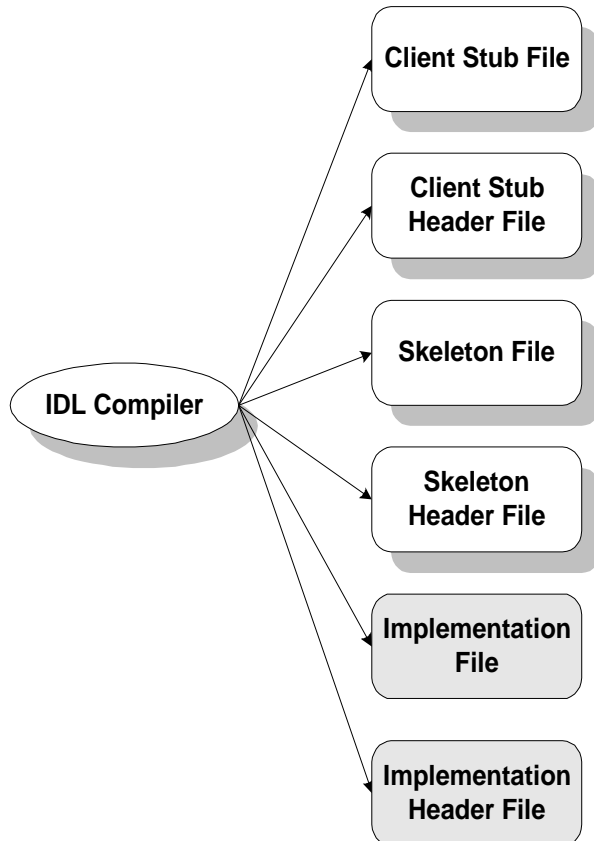 Client Stub File
Client Stub
Header File
Skeleton File
IDL Compiler
Skeleton
Header File
Implementation
File
Implementation
Header File